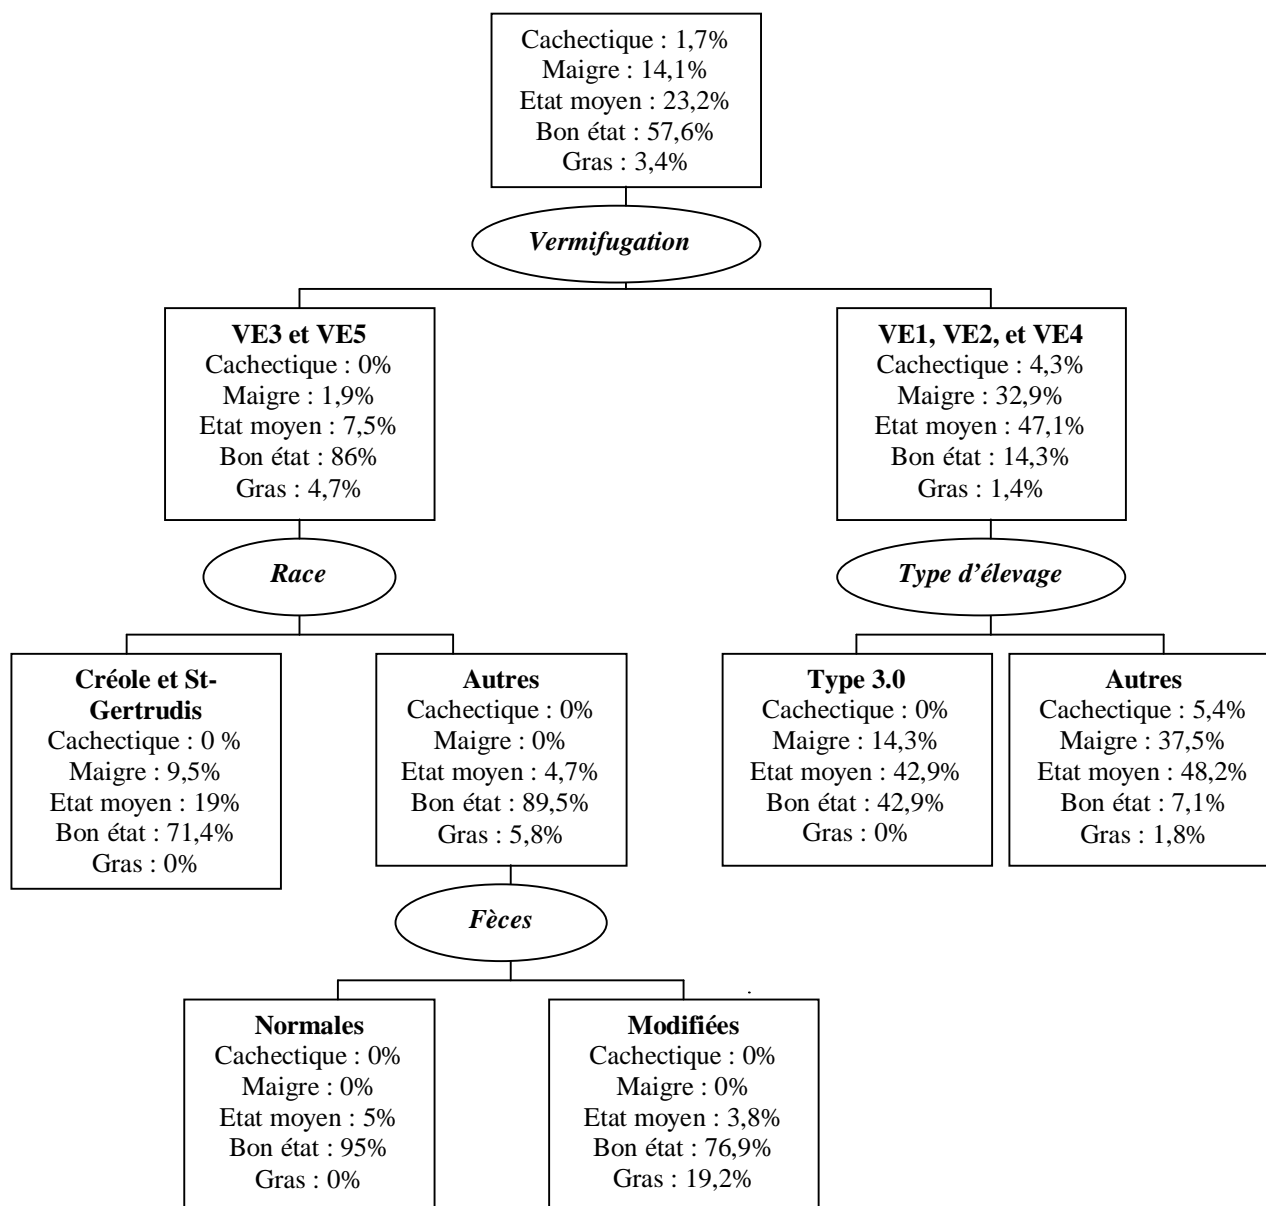 Cachectique : 1,7%
Maigre : 14,1%
Etat moyen : 23,2%
Bon état : 57,6%
Gras : 3,4%
Vermifugation
VE3 et VE5
Cachectique : 0%
Maigre : 1,9%
Etat moyen : 7,5%
Bon état : 86%
Gras : 4,7%
VE1, VE2, et VE4
Cachectique : 4,3%
Maigre : 32,9%
Etat moyen : 47,1%
Bon état : 14,3%
Gras : 1,4%
Race
Type d’élevage
Créole et St-
Gertrudis
Cachectique : 0 %
Maigre : 9,5%
Etat moyen : 19%
Bon état : 71,4%
Gras : 0%
Autres
Cachectique : 0%
Maigre : 0%
Etat moyen : 4,7%
Bon état : 89,5%
Gras : 5,8%
Type 3.0
Cachectique : 0%
Maigre : 14,3%
Etat moyen : 42,9%
Bon état : 42,9%
Gras : 0%
Autres
Cachectique : 5,4%
Maigre : 37,5%
Etat moyen : 48,2%
Bon état : 7,1%
Gras : 1,8%
Fèces
Normales
Cachectique : 0%
Maigre : 0%
Etat moyen : 5%
Bon état : 95%
Gras : 0%
Modifiées
Cachectique : 0%
Maigre : 0%
Etat moyen : 3,8%
Bon état : 76,9%
Gras : 19,2%